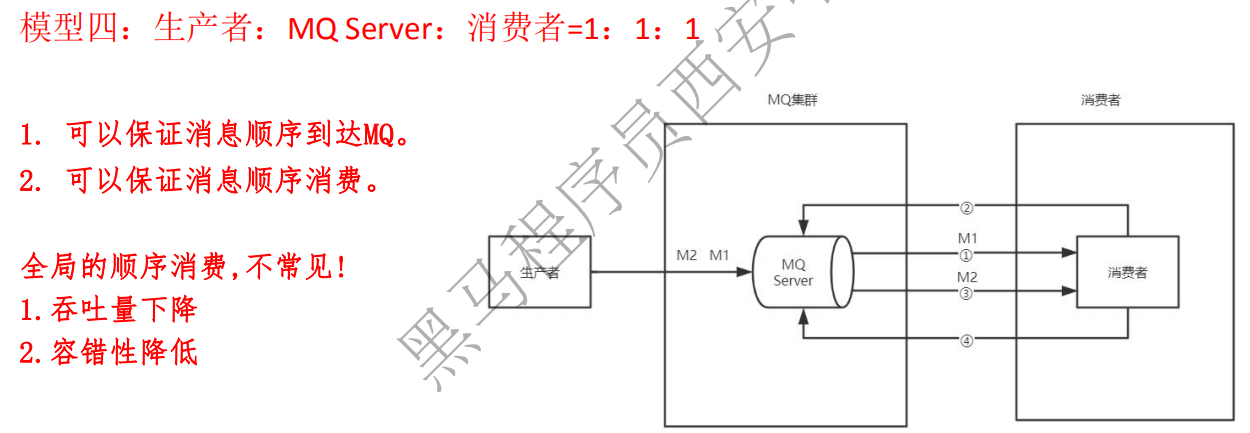 模型四：生产者：MQ Server：消费者=1：1：1
1. 可以保证消息顺序到达MQ。
2. 可以保证消息顺序消费。
全局的顺序消费,不常见!
1.吞吐量下降
2.容错性降低
MQ集群
消费者
生产者
M2 M1
MQ
Server
②
M1
①
M2
③
④
消费者
黑马程序员西安